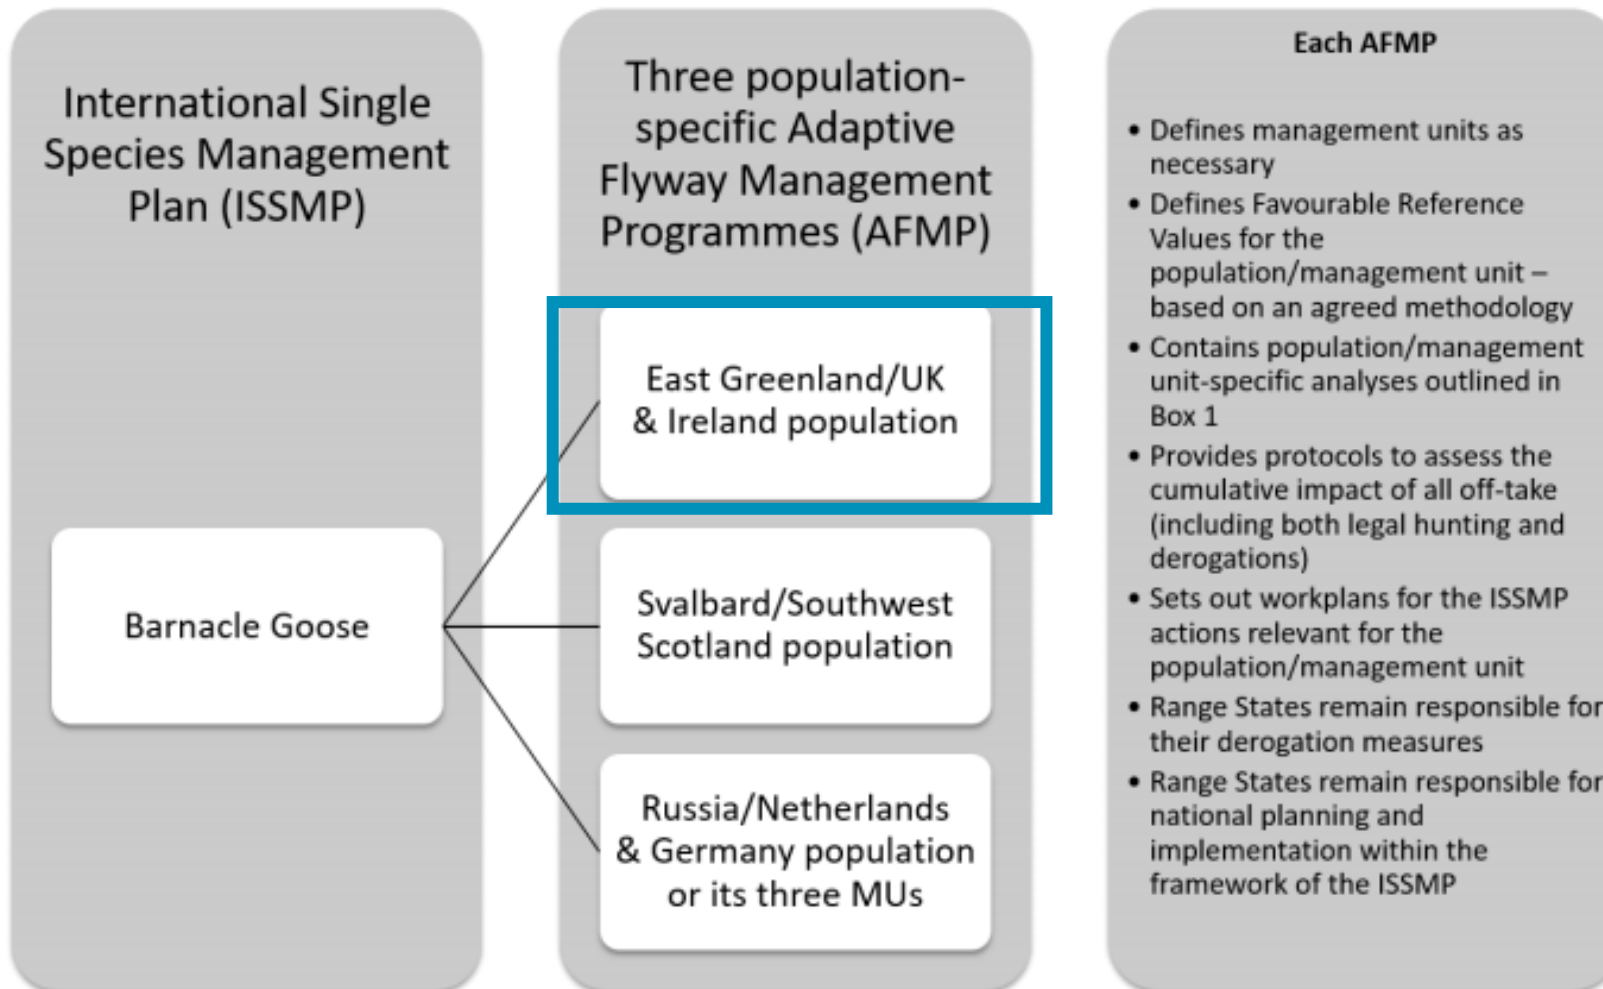 International Single
Species Management
Plan (ISSMP)
Barnacle Goose
Three population-
specific Adaptive
Flyway Management
Programmes (AFMP)
East Greenland/UK
& Ireland population
Svalbard/Southwest
Scotland population
Russia/Netherlands
& Germany population
or its three MUs
Each AFMP
• Defines management units as
necessary
• Defines Favourable Reference
Values for the
population/management unit –
based on an agreed methodology
• Contains population/management
unit-specific analyses outlined in
Box 1
• Provides protocols to assess the
cumulative impact of all off-take
(including both legal hunting and
derogations)
• Sets out workplans for the ISSMP
actions relevant for the
population/management unit
• Range States remain responsible for
their derogation measures
• Range States remain responsible for
national planning and
implementation within the
framework of the ISSMP